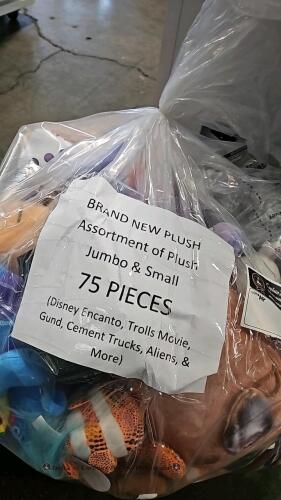 BRAND NEW PLUSH
Assortment of Plush
Jumbo & Small
75 PIECES
(Disney Encanto, Trolls Movie,
Gund, Cement Trucks, Aliens, &
More)